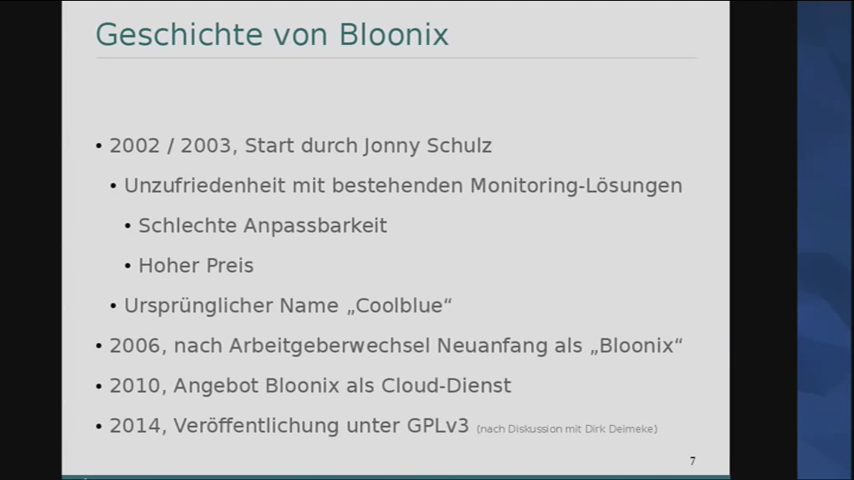 Geschichte von Bloonix
• 2002 / 2003, Start durch Jonny Schulz
• Unzufriedenheit mit bestehenden Monitoring-Lösungen
• Schlechte Anpassbarkeit
• Hoher Preis
• Ursprünglicher Name „Coolblue“
• 2006, nach Arbeitgeberwechsel Neuanfang als „Bloonix“
• 2010, Angebot Bloonix als Cloud-Dienst
• 2014, Veröffentlichung unter GPLv3 (nach Diskussion mit Dirk Deimeke)
7